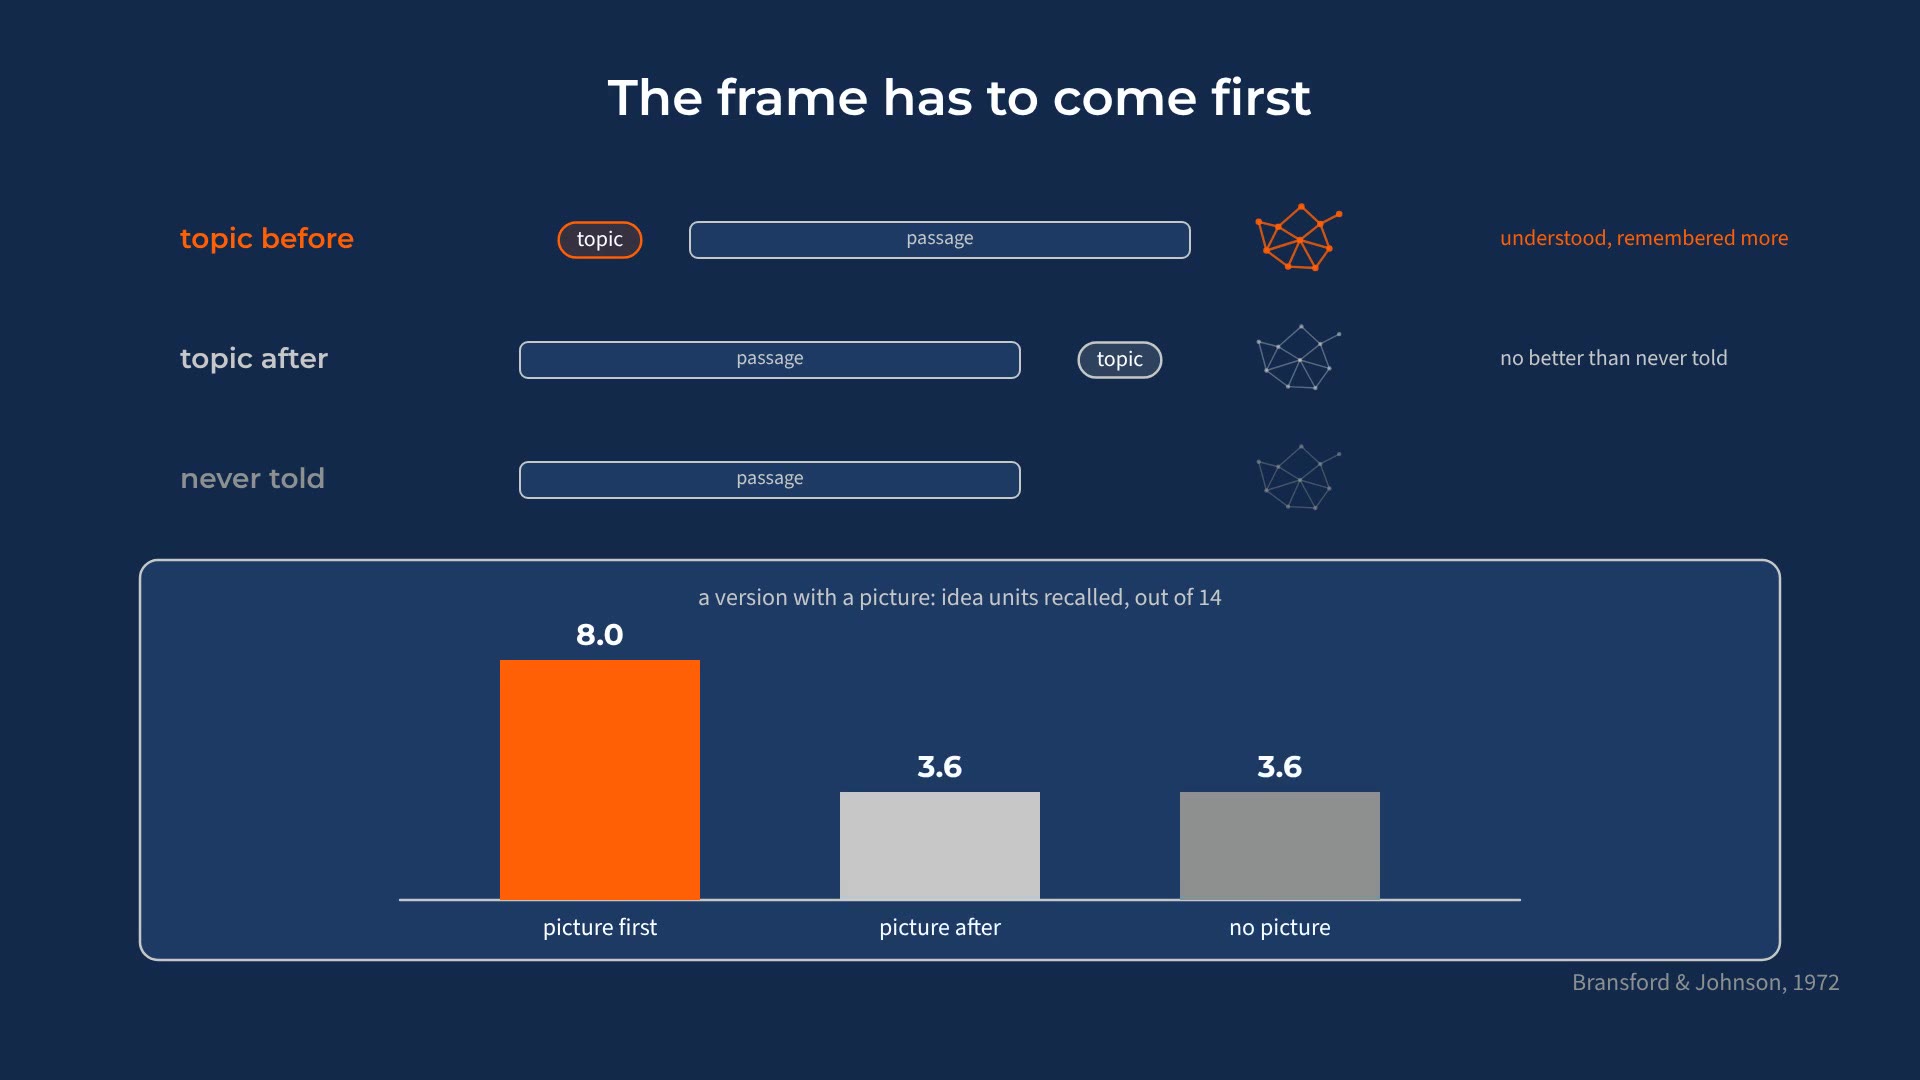 The frame has to come first
topic before
topic
passage
understood, remembered more
topic after
passage
topic
no better than never told
never told
passage
a version with a picture: idea units recalled, out of 14
8.0
3.6
3.6
picture first
picture after
no picture
Bransford & Johnson, 1972